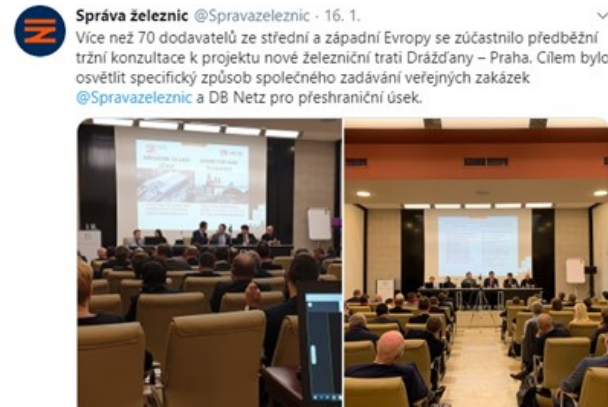 Správa železnic @Spravazeleznic · 16. 1.
Více než 70 dodavatelů ze střední a západní Evropy se zúčastnilo předběžní
tržní konzultace k projektu nové železniční trati Drážďany – Praha. Cílem bylo
osvětlit specifický způsob společného zadávání veřejných zakázek
@Spravazeleznic a DB Netz pro přeshraniční úsek.